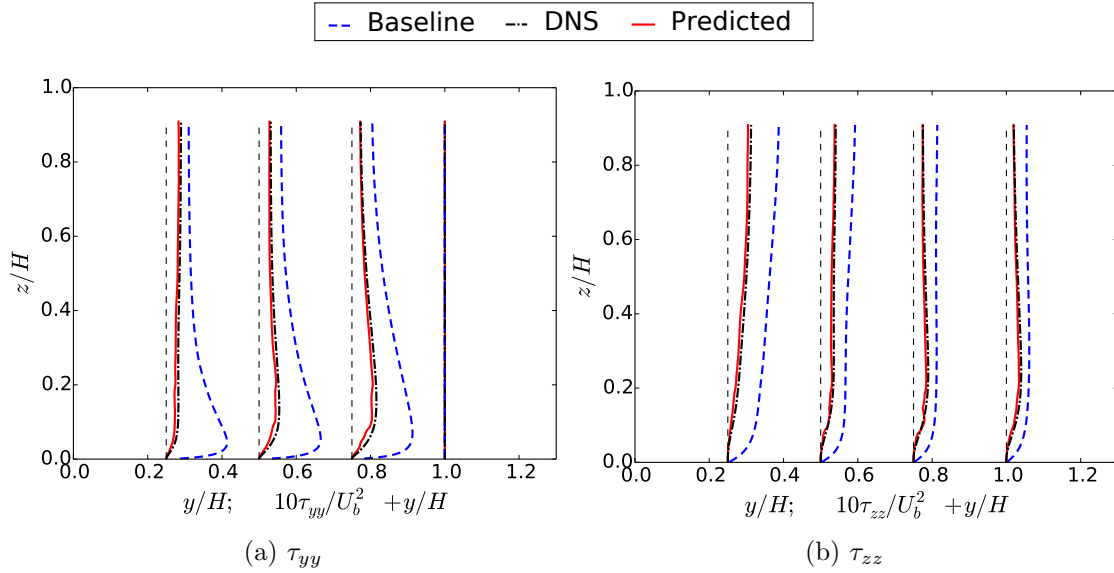 Baseline DNS Predicted
1.0
0.8
0.6
0.4
0.2
0.0
z/H
0.0 0.2 0.4 0.6 0.8 1.0 1.2
y/H; 10τ_yy/U_b^2 +y/H
(a) τ_yy
1.0
0.8
0.6
0.4
0.2
0.0
z/H
0.0 0.2 0.4 0.6 0.8 1.0
y/H; 10τ_zz/U_b^2 +y/H
(b) τ_zz